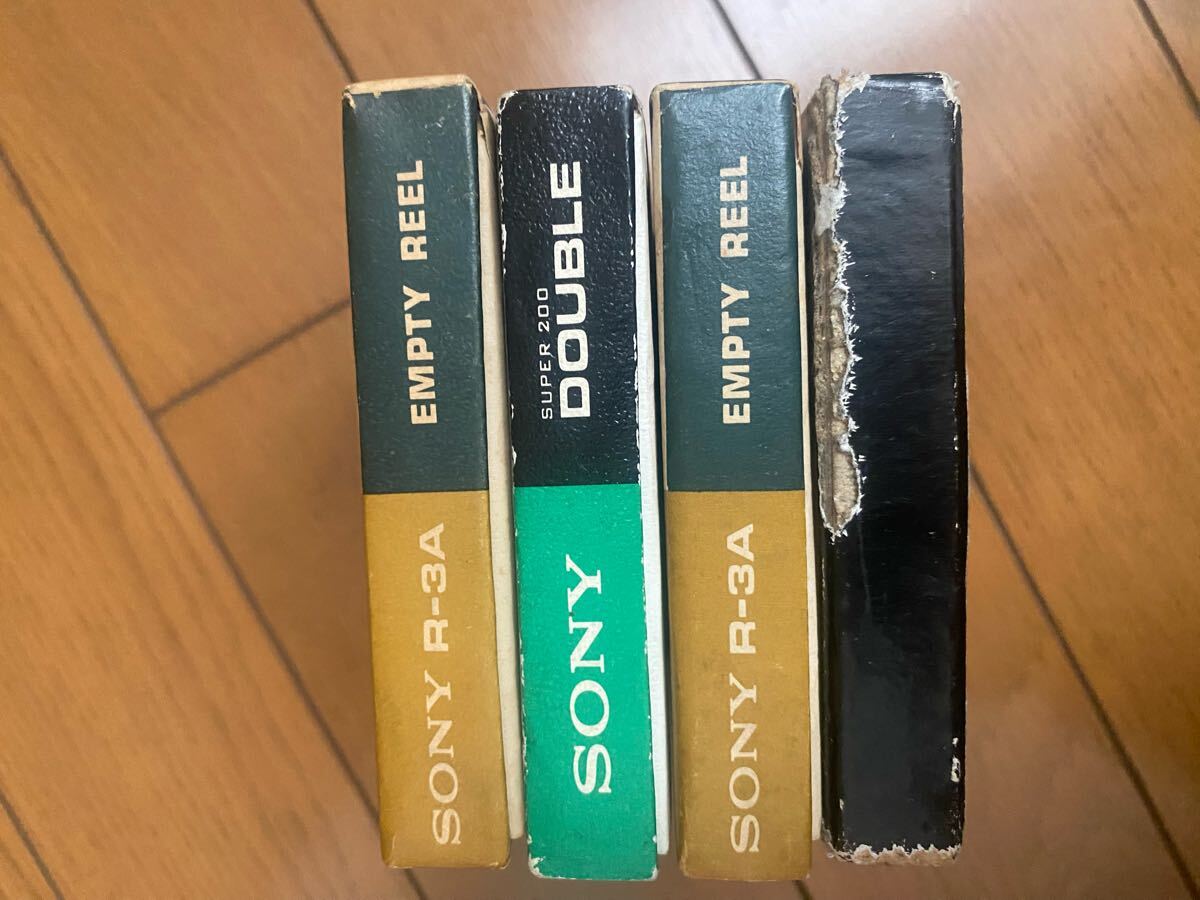 SONY R-3A EMPTY REEL
SONY SUPER 200
DOUBLE
SONY R-3A EMPTY REEL